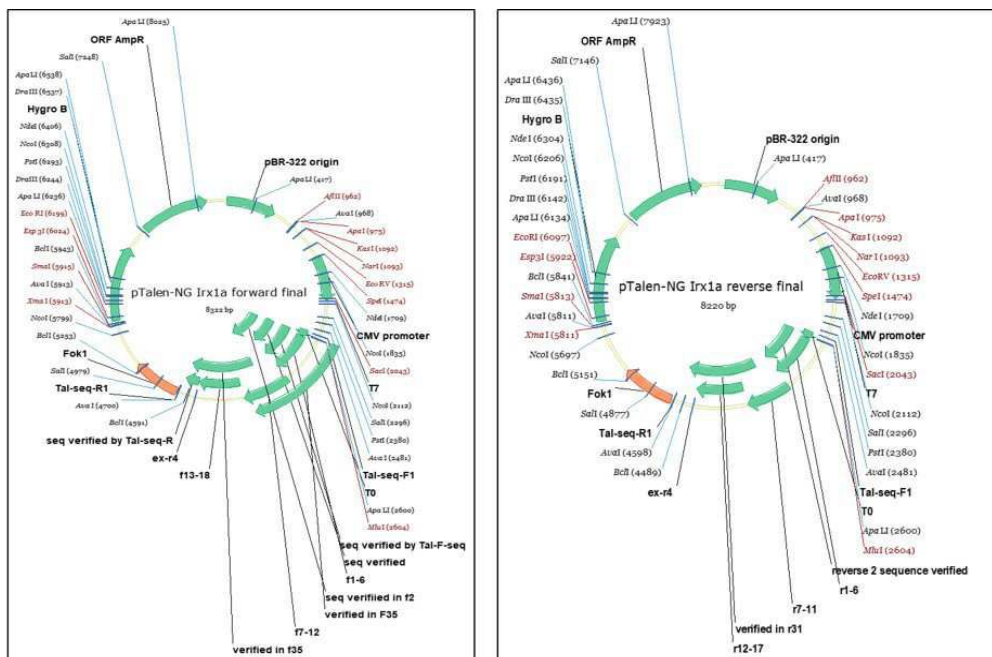 ApaLI (8025)
ORF AmpR
SalI (7248)
ApaLI (6538)
DraIII (6537)
Hygro B
NdeI (6406)
NcoI (6308)
PstI (6293)
DraIII (6244)
ApaLI (6236)
EcoRI (6199)
Esp3I (6024)
BclI (5943)
SmaI (5915)
AvaI (5913)
XmaI (5913)
NcoI (5799)
BclI (5253)
Fok1
SalI (4979)
Tal-seq-R1
AvaI (4700)
BclI (4591)
seq verified by Tal-seq-R
ex-r4
f13-18
pBR-322 origin
ApaLI (417)
AflII (962)
AvaI (968)
ApaI (975)
KasI (1092)
NarI (1093)
EcoRV (1315)
SpeI (1474)
NdeI (1709)
CMV promoter
NcoI (1835)
SacI (2043)
T7
NcoI (2112)
SalI (2296)
PstI (2380)
AvaI (2481)
Tal-seq-F1
T0
ApaLI (2600)
MluI (2604)
seq verified by Tal-F-seq
seq verified
f1-6
seq verifiied in f2
verified in F35
f7-12
verified in f35
pTalen-NG Irx1a forward final
8322 bp
ApaLI (7923)
ORF AmpR
SalI (7146)
ApaLI (6436)
DraIII (6435)
Hygro B
NdeI (6304)
NcoI (6206)
PstI (6191)
DraIII (6142)
ApaLI (6134)
EcoRI (6097)
Esp3I (5922)
BclI (5841)
SmaI (5813)
AvaI (5811)
XmaI (5811)
NcoI (5697)
BclI (5151)
Fok1
SalI (4877)
Tal-seq-R1
AvaI (4598)
BclI (4489)
ex-r4
pBR-322 origin
ApaLI (417)
AflII (962)
AvaI (968)
ApaI (975)
KasI (1092)
NarI (1093)
EcoRV (1315)
SpeI (1474)
NdeI (1709)
CMV promoter
NcoI (1835)
SacI (2043)
T7
NcoI (2112)
SalI (2296)
PstI (2380)
AvaI (2481)
Tal-seq-F1
T0
ApaLI (2600)
MluI (2604)
reverse 2 sequence verified
r1-6
r7-11
verified in r31
r12-17
pTalen-NG Irx1a reverse final
8220 bp